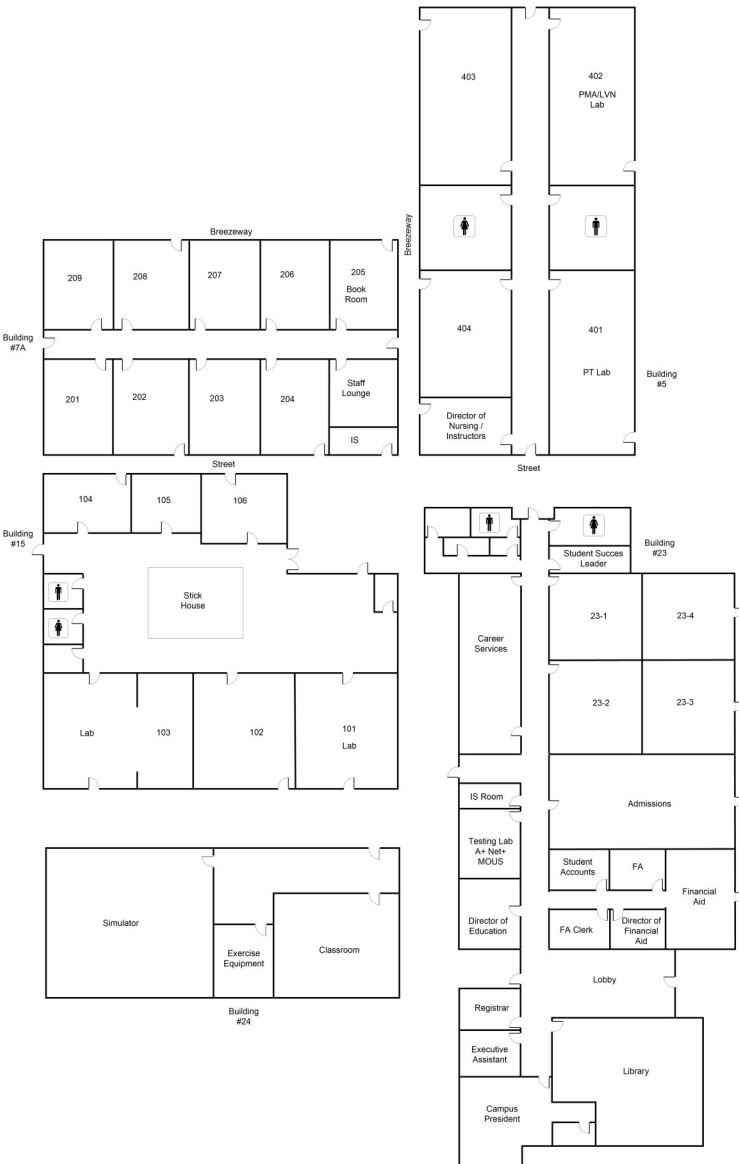 403
402
PMA/LVN
Lab
Breezeway
404
401
PT Lab
Director of
Nursing /
Instructors
Building
#5
Street
Breezeway
209
208
207
206
205
Book
Room
Building
#7A
201
202
203
204
Staff
Lounge
IS
Street
104
105
106
Building
#15
Stick
House
Lab
103
102
101
Lab
Simulator
Exercise
Equipment
Classroom
Building
#24
Building
#23
Student Succes
Leader
Career
Services
23-1
23-4
23-2
23-3
IS Room
Admissions
Testing Lab
A+ Net+
MOUS
Student
Accounts
FA
Financial
Aid
Director of
Education
FA Clerk
Director of
Financial
Aid
Lobby
Registrar
Executive
Assistant
Library
Campus
President